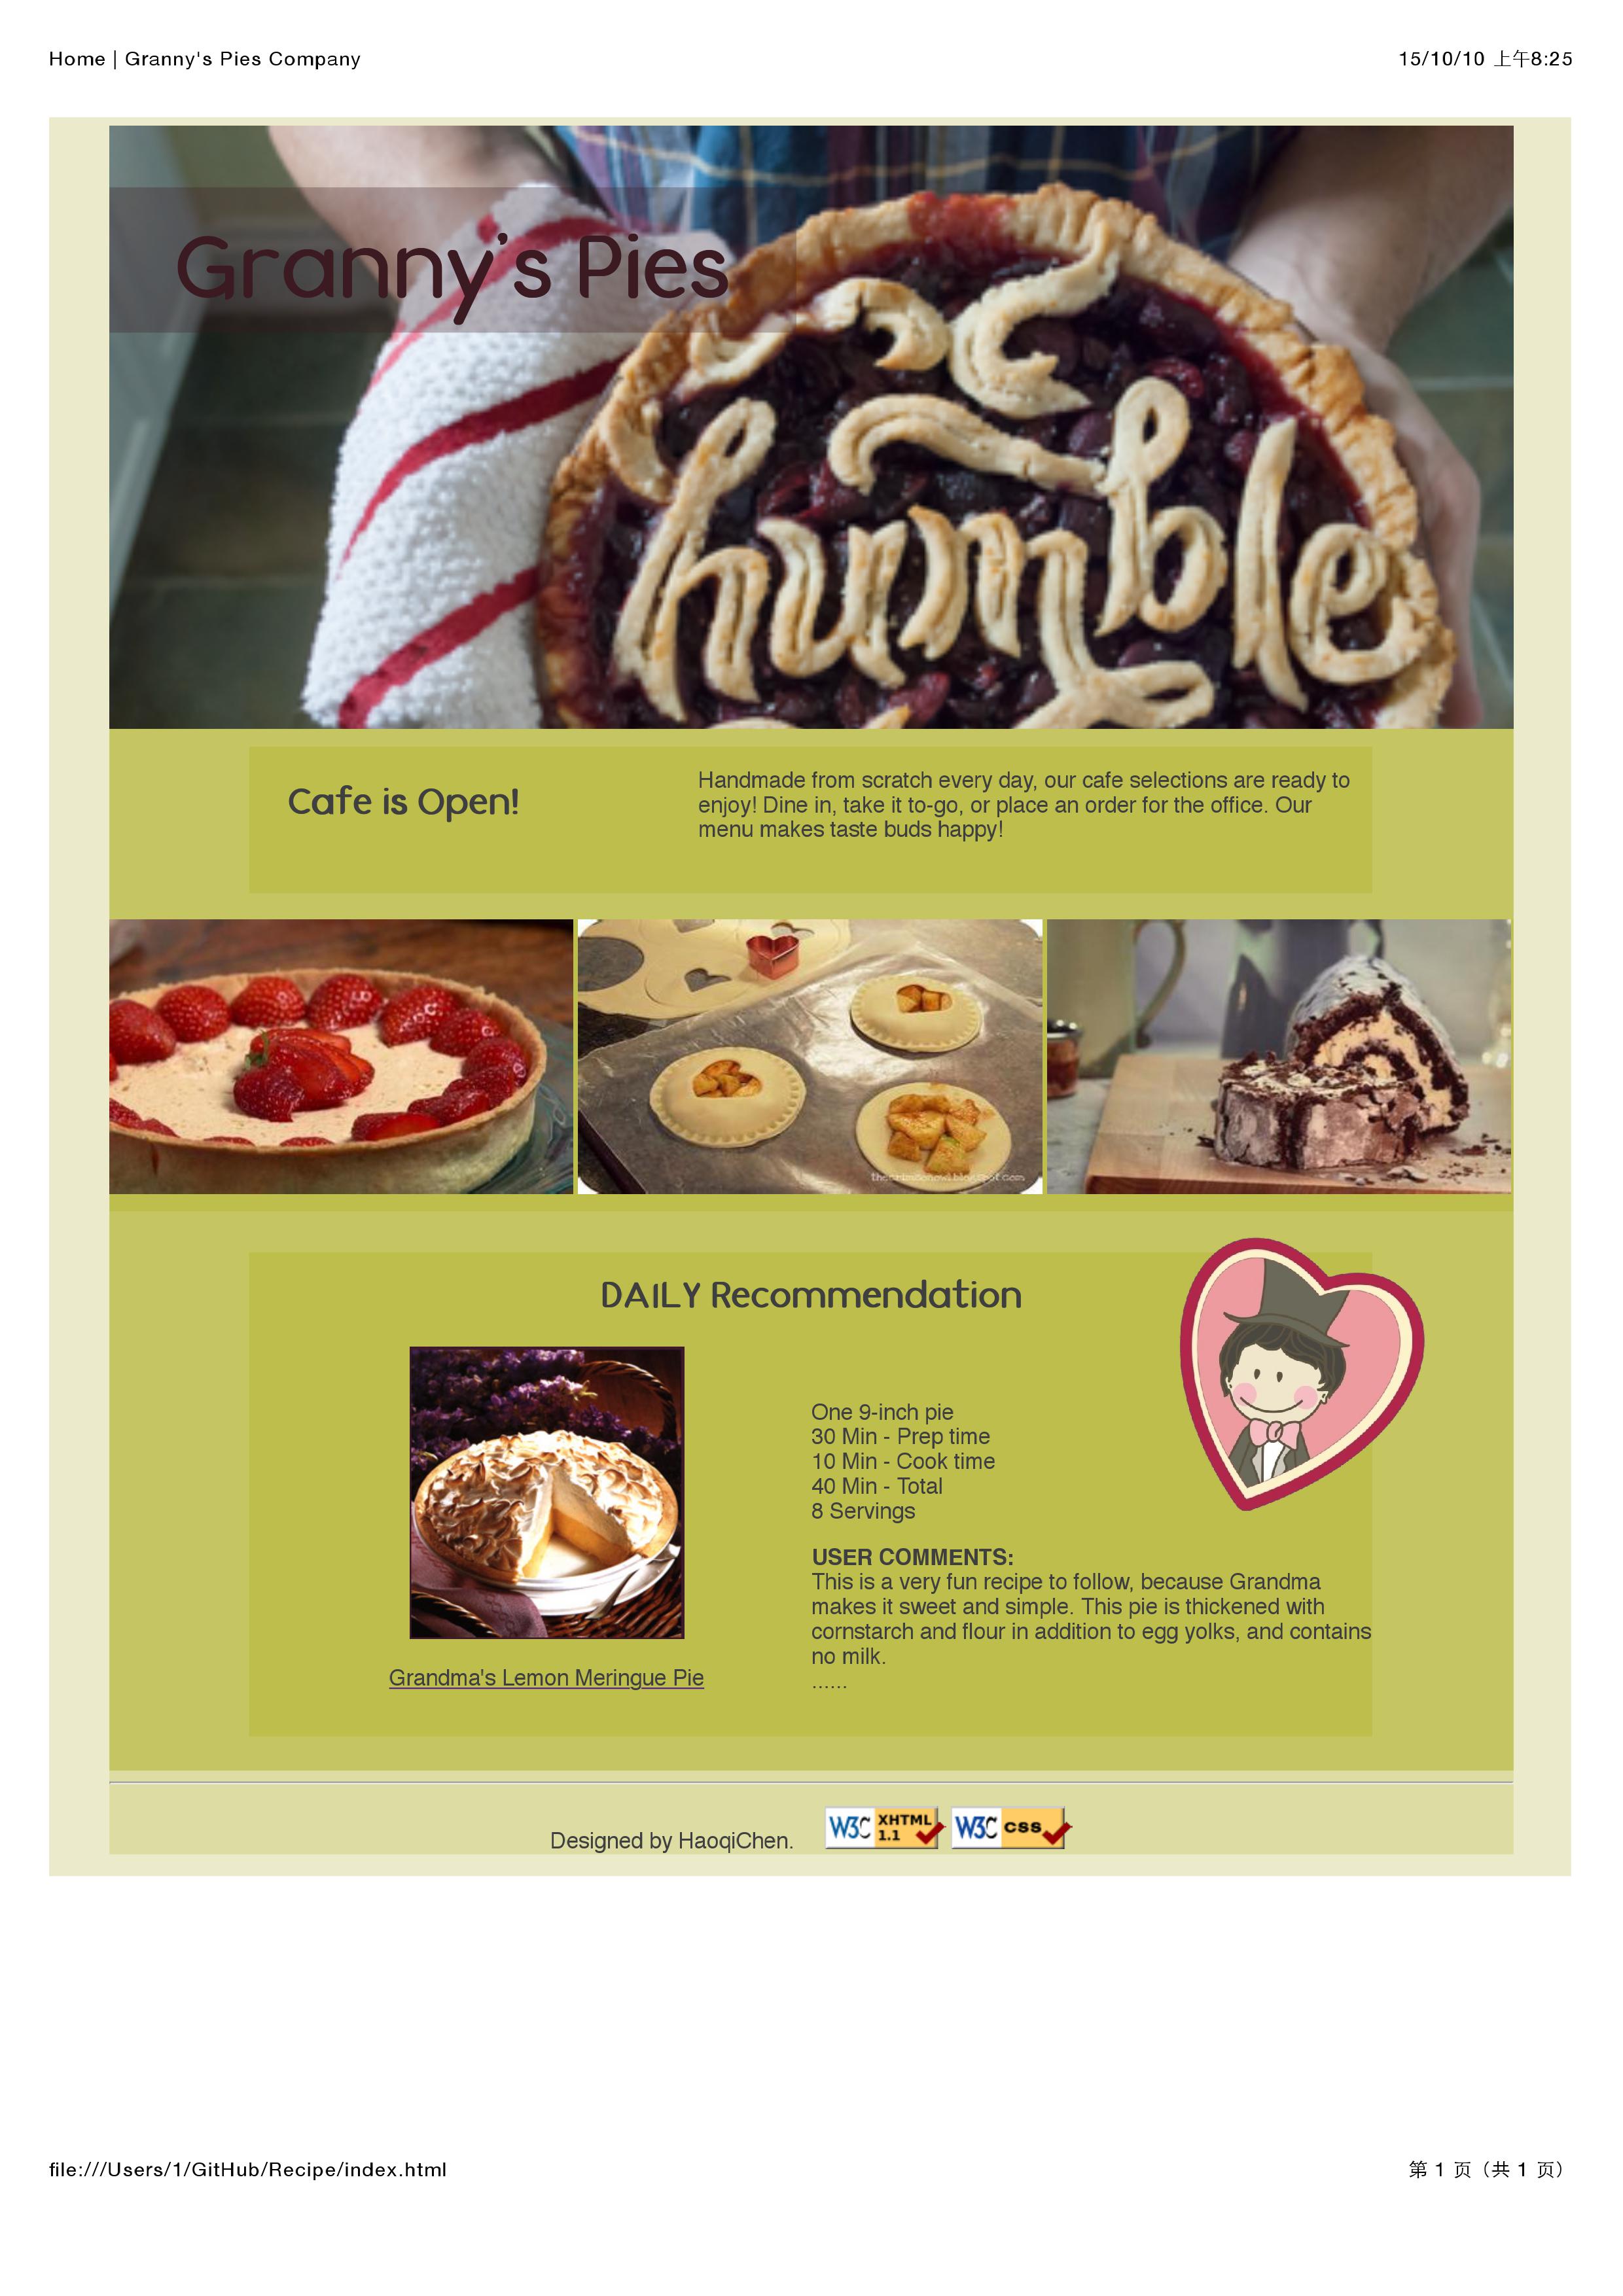 Home | Granny's Pies Company
15/10/10 上午8:25
Granny's Pies
humble
Cafe is Open!
Handmade from scratch every day, our cafe selections are ready to
enjoy! Dine in, take it to-go, or place an order for the office. Our
menu makes taste buds happy!
DAILY Recommendation
One 9-inch pie
30 Min - Prep time
10 Min - Cook time
40 Min - Total
8 Servings
USER COMMENTS:
This is a very fun recipe to follow, because Grandma
makes it sweet and simple. This pie is thickened with
cornstarch and flour in addition to egg yolks, and contains
no milk.
......
Grandma's Lemon Meringue Pie
Designed by HaoqiChen.
W3C XHTML 1.1
W3C css
file:///Users/1/GitHub/Recipe/index.html
第 1 页（共 1 页）